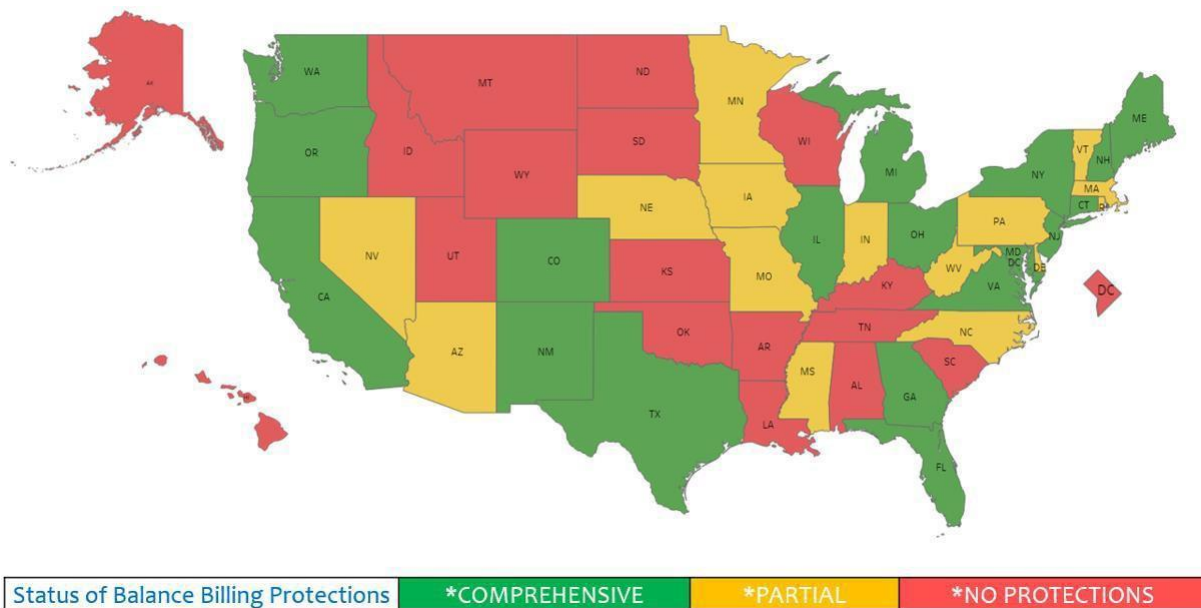 WA
MT
ND
MN
ME
OR
ID
SD
WI
VT
NH
WY
MI
NY
MA
CT
RI
NE
IA
PA
NJ
NV
UT
CO
IL
IN
OH
MD
DC
DE
WV
VA
KS
MO
KY
DC
CA
AZ
NM
OK
AR
TN
NC
SC
MS
AL
GA
TX
LA
FL
Status of Balance Billing Protections *COMPREHENSIVE *PARTIAL *NO PROTECTIONS